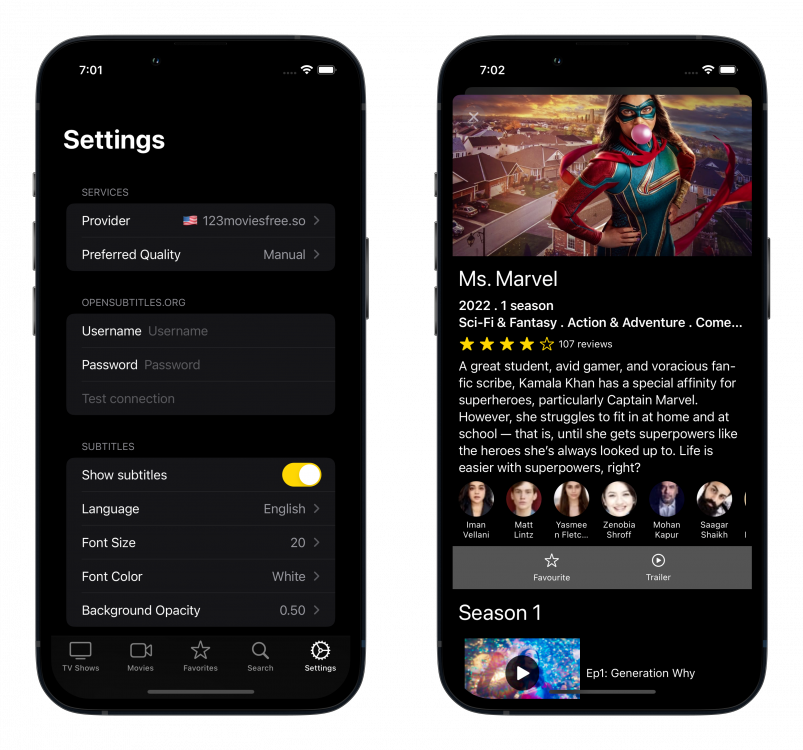 7:01
Settings
SERVICES
Provider 123moviesfree.so
Preferred Quality Manual
OPENSUBTITLES.ORG
Username Username
Password Password
Test connection
SUBTITLES
Show subtitles
Language English
Font Size 20
Font Color White
Background Opacity 0.50
TV Shows Movies Favorites Search Settings
7:02
Ms. Marvel
2022 . 1 season
Sci-Fi & Fantasy . Action & Adventure . Come...
107 reviews
A great student, avid gamer, and voracious fan-
fic scribe, Kamala Khan has a special affinity for
superheroes, particularly Captain Marvel.
However, she struggles to fit in at home and at
school — that is, until she gets superpowers like
the heroes she's always looked up to. Life is
easier with superpowers, right?
Iman Matt Yasmee Zenobia Mohan Saagar
Vellani Lintz n Fletc... Shroff Kapur Shaikh
Favourite Trailer
Season 1
Ep1: Generation Why